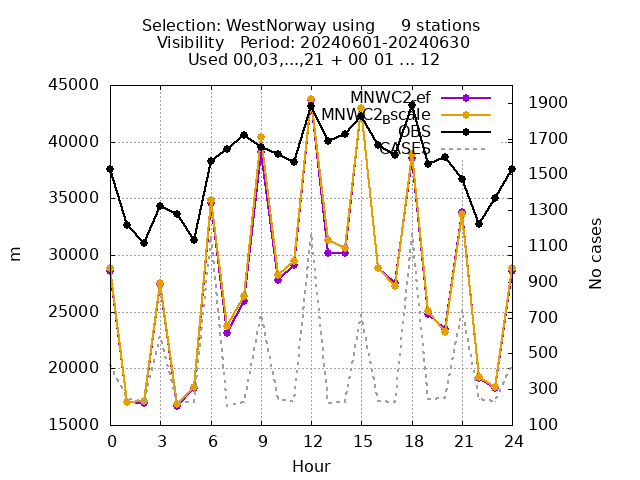 Selection: WestNorway using     9 stations
Visibility   Period: 20240601-20240630
Used 00,03,...,21 + 00 01 ... 12
45000
40000
35000
30000
25000
20000
15000
m
MNWC2.ef
MNWC2Bscale
OBS
CASES
1900
1700
1500
1300
1100
900
700
500
300
100
No cases
0 3 6 9 12 15 18 21 24
Hour